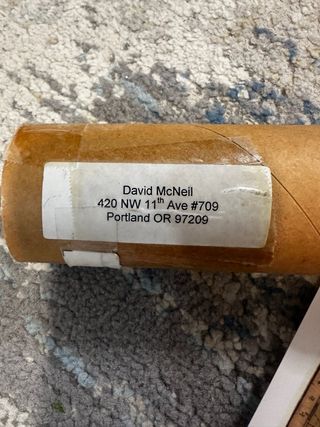 David McNeil
420 NW 11th Ave #709
Portland OR 97209